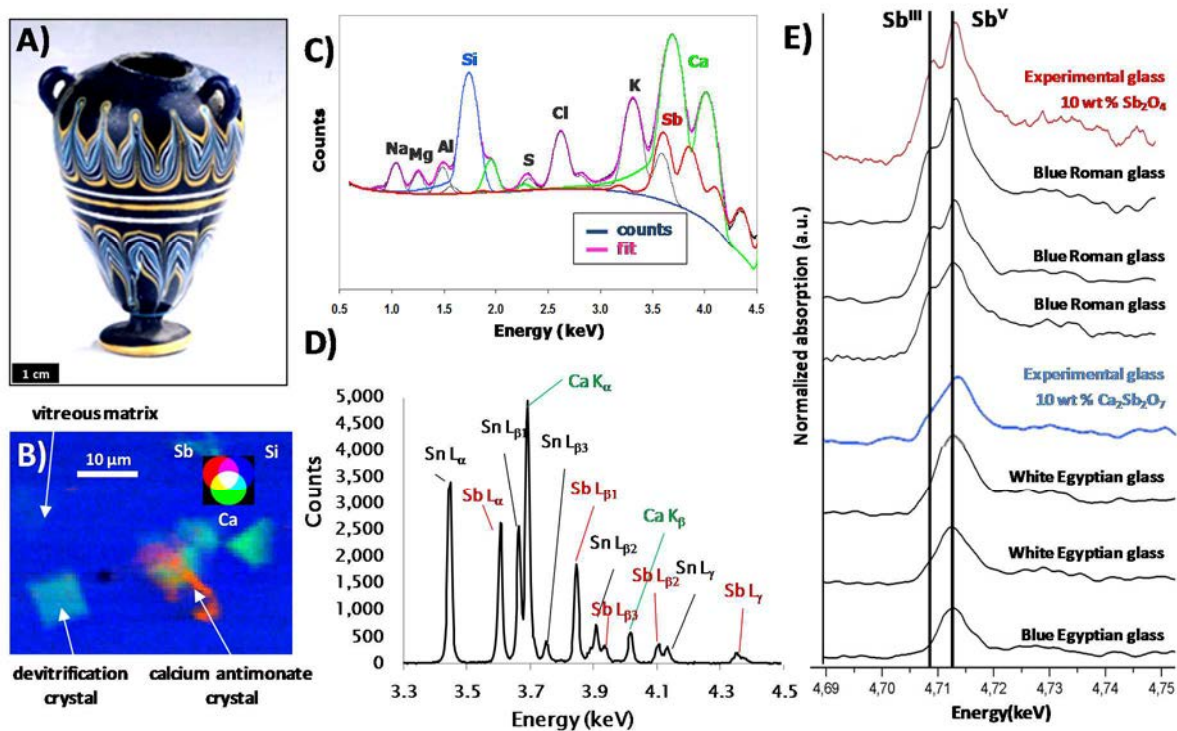 A)
1 cm
vitreous matrix
B)
10 µm
Sb
Si
Ca
devitrification
crystal
calcium antimonate
crystal
C)
Counts
Na
Mg
Al
Si
S
Cl
K
Sb
Ca
counts
fit
0.5 1.0 1.5 2.0 2.5 3.0 3.5 4.0 4.5
Energy (keV)
D)
Counts
5,000
4,500
4,000
3,500
3,000
2,500
2,000
1,500
1,000
500
0
Sn Lα
Sb Lα
Sn Lβ1
Ca Kα
Sn Lβ3
Sb Lβ1
Sn Lβ2
Sb Lβ3
Ca Kβ
Sb Lβ2
Sn Lγ
Sb Lγ
3.3 3.5 3.7 3.9 4.1 4.3 4.5
Energy (keV)
E)
Sbᴵᴵᴵ
Sbⱽ
Normalized absorption (a.u.)
Experimental glass
10 wt % Sb₂O₄
Blue Roman glass
Blue Roman glass
Blue Roman glass
Experimental glass
10 wt % Ca₂Sb₂O₇
White Egyptian glass
White Egyptian glass
Blue Egyptian glass
4,69 4,70 4,71 4,72 4,73 4,74 4,75
Energy(keV)